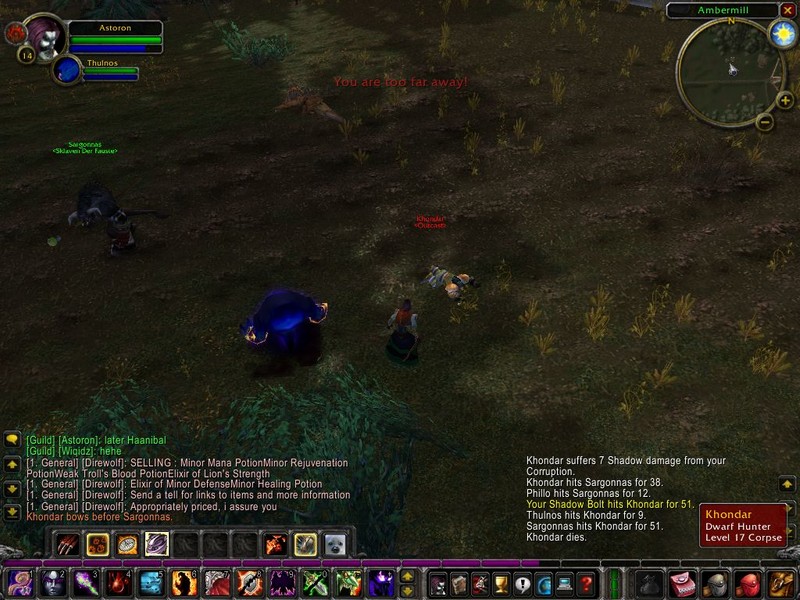 Astoron
14
Thulnos
Ambermill
N
You are too far away!
Sargonnas
<Sklaven Der Fauste>
Khondar
<Outcast>
[Guild] [Astoron]: later Haanibal
[Guild] [Wiqidz]: hehe
[1. General] [Direwolf]: SELLING : Minor Mana PotionMinor Rejuvenation
PotionWeak Troll's Blood PotionElixir of Lion's Strength
[1. General] [Direwolf]: Elixir of Minor DefenseMinor Healing Potion
[1. General] [Direwolf]: Send a tell for links to items and more information
[1. General] [Direwolf]: Appropriately priced, i assure you
Khondar bows before Sargonnas.
Khondar suffers 7 Shadow damage from your
Corruption.
Khondar hits Sargonnas for 38.
Phillo hits Sargonnas for 12.
Your Shadow Bolt hits Khondar for 51.
Thulnos hits Khondar for 9.
Sargonnas hits Khondar for 51.
Khondar dies.
Khondar
Dwarf Hunter
Level 17 Corpse